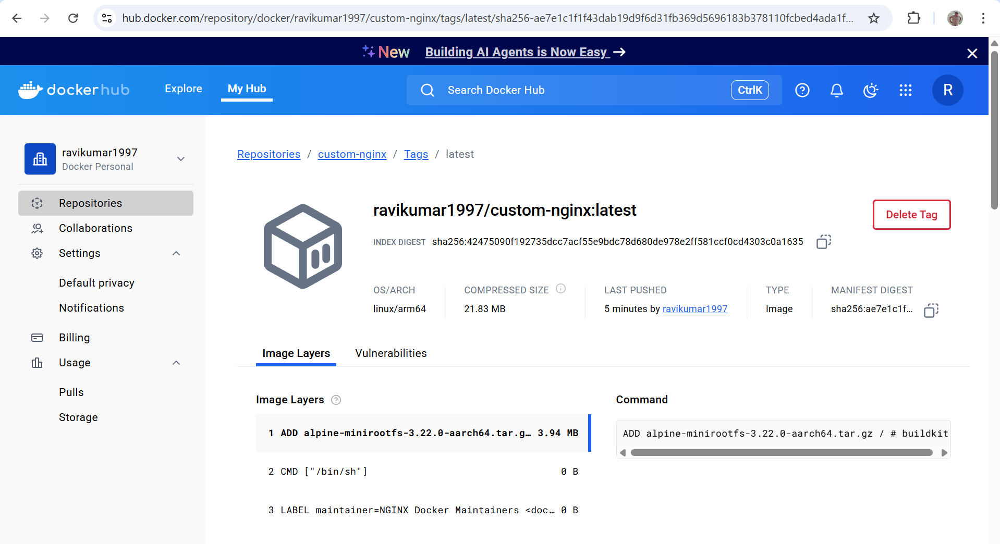 hub.docker.com/repository/docker/ravikumar1997/custom-nginx/tags/latest/sha256-ae7e1c1f1f43dab19d9f6d31fb369d5696183b378110fcbed4ada1f...
New Building AI Agents is Now Easy →
dockerhub Explore My Hub Search Docker Hub CtrlK R
ravikumar1997
Docker Personal
Repositories
Collaborations
Settings
Default privacy
Notifications
Billing
Usage
Pulls
Storage
Repositories / custom-nginx / Tags / latest
ravikumar1997/custom-nginx:latest
Delete Tag
INDEX DIGEST sha256:42475090f192735dcc7acf55e9bdc78d680de978e2ff581ccf0cd4303c0a1635
OS/ARCH COMPRESSED SIZE LAST PUSHED TYPE MANIFEST DIGEST
linux/arm64 21.83 MB 5 minutes by ravikumar1997 Image sha256:ae7e1c1f...
Image Layers Vulnerabilities
Image Layers
1 ADD alpine-minirootfs-3.22.0-aarch64.tar.g... 3.94 MB
2 CMD ["/bin/sh"] 0 B
3 LABEL maintainer=NGINX Docker Maintainers <doc... 0 B
Command
ADD alpine-minirootfs-3.22.0-aarch64.tar.gz / # buildkit